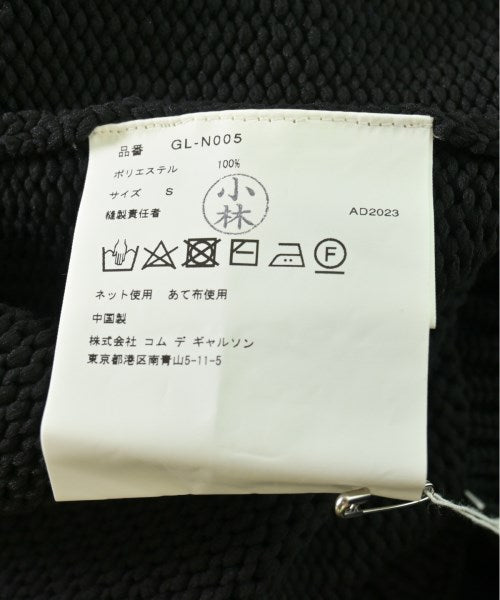 品番 GL-N005
ポリエステル 100%
サイズ S
縫製責任者 小林 AD2023
F
ネット使用 あて布使用
中国製
株式会社 コム デ ギャルソン
東京都港区南青山5-11-5